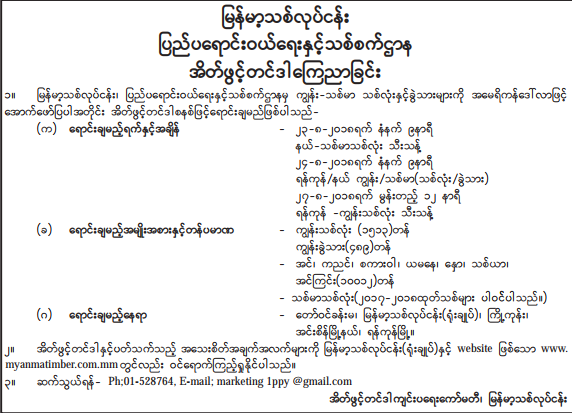 မြန်မာ့သစ်လုပ်ငန်း
ပြည်ပရောင်းဝယ်ရေးနှင့်သစ်စက်ဌာန
အိတ်ဖွင့်တင်ဒါကြေညာခြင်း
၁။ မြန်မာ့သစ်လုပ်ငန်း၊ ပြည်ပရောင်းဝယ်ရေးနှင့်သစ်စက်ဌာနမှ ကျွန်း-သစ်မာ သစ်လုံးနှင့်ခွဲသားများကို အမေရိကန်ဒေါ်လာဖြင့်
အောက်ဖော်ပြပါအတိုင်း အိတ်ဖွင့်တင်ဒါစနစ်ဖြင့်ရောင်းချမည်ဖြစ်ပါသည်-
(က) ရောင်းချမည့်ရက်နှင့်အချိန် - ၂၃-၈-၂၀၁၈ရက် နံနက် ၉နာရီ
နယ်-သစ်မာသစ်လုံး သီးသန့်
၂၄-၈-၂၀၁၈ရက် နံနက် ၉နာရီ
ရန်ကုန်/နယ် ကျွန်း/သစ်မာ(သစ်လုံး/ခွဲသား)
၂၇-၈-၂၀၁၈ရက် မွန်းတည့် ၁၂ နာရီ
ရန်ကုန် -ကျွန်းသစ်လုံး သီးသန့်
(ခ) ရောင်းချမည့်အမျိုးအစားနှင့်တန်ပမာဏ - ကျွန်းသစ်လုံး (၁၅၁၃)တန်
ကျွန်းခွဲသား(၄၈၉)တန်
- အင်၊ ကညင်၊ စကားဝါ၊ ယမနေ၊ နှော၊ သစ်ယာ၊
အင်ကြင်း(၁၀၀၁၂)တန်
- သစ်မာသစ်လုံး(၂၀၁၇-၂၀၁၈ထုတ်သစ်များ ပါဝင်ပါသည်။)
(ဂ) ရောင်းချမည့်နေရာ - တော်ဝင်ခန်းမ၊ မြန်မာ့သစ်လုပ်ငန်း(ရုံးချုပ်)၊ ကြို့ကုန်း၊
အင်းစိန်မြို့နယ်၊ ရန်ကုန်မြို့။
၂။ အိတ်ဖွင့်တင်ဒါနှင့်ပတ်သက်သည့် အသေးစိတ်အချက်အလက်များကို မြန်မာ့သစ်လုပ်ငန်း(ရုံးချုပ်)နှင့် website ဖြစ်သော www.
myanmatimber.com.mm တွင်လည်း ဝင်ရောက်ကြည့်ရှုနိုင်ပါသည်။
၃။ ဆက်သွယ်ရန်- Ph;01-528764, E-mail; marketing 1ppy @gmail.com
အိတ်ဖွင့်တင်ဒါကျင်းပရေးကော်မတီ၊ မြန်မာ့သစ်လုပ်ငန်း